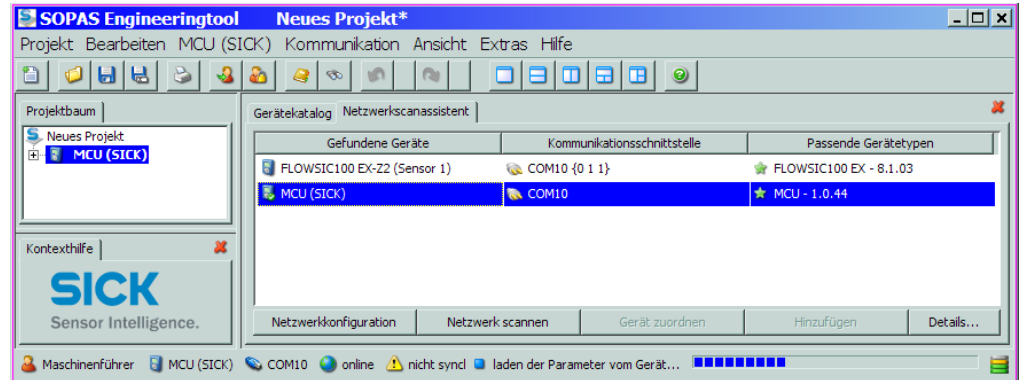 SOPAS Engineeringtool Neues Projekt*
Projekt Bearbeiten MCU (SICK) Kommunikation Ansicht Extras Hilfe
Projektbaum
Neues Projekt
MCU (SICK)
Kontexthilfe
SICK
Sensor Intelligence.
Gerätekatalog Netzwerkscanassistent
Gefundene Geräte Kommunikationsschnittstelle Passende Gerätetypen
FLOWSIC100 EX-Z2 (Sensor 1) COM10 {0 1 1} FLOWSIC100 EX - 8.1.03
MCU (SICK) COM10 MCU - 1.0.44
Netzwerkkonfiguration Netzwerk scannen Gerät zuordnen Hinzufügen Details...
Maschinenführer MCU (SICK) COM10 online nicht syncl laden der Parameter vom Gerät...